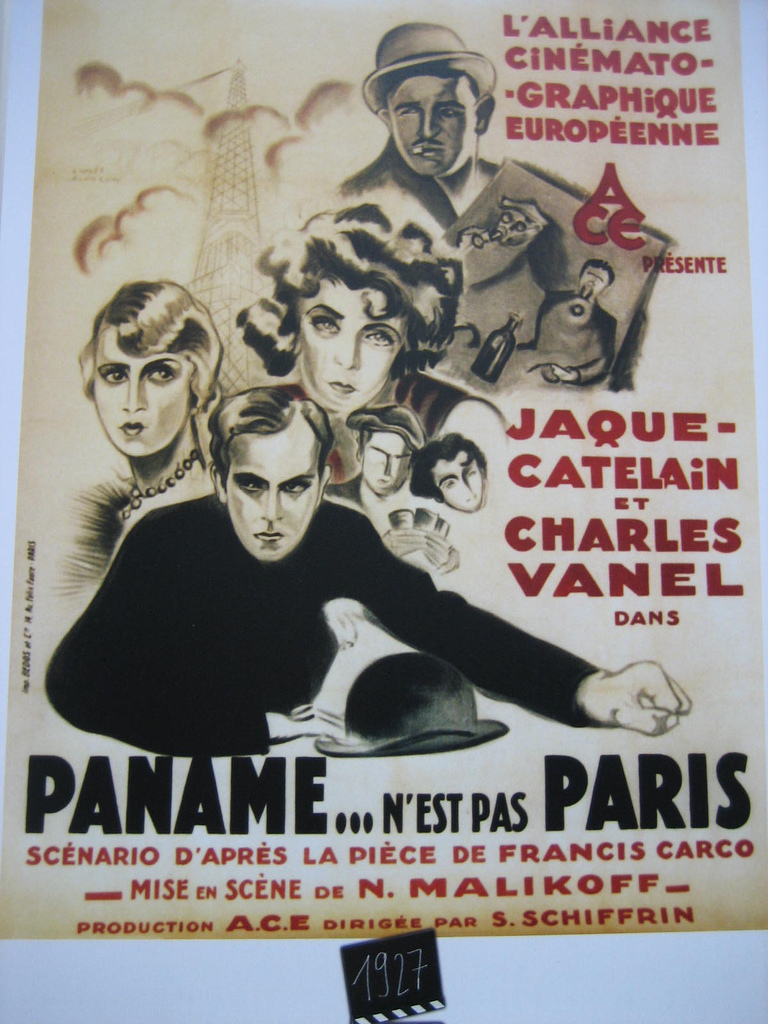 L'ALLiANCE
CiNÉMATO-
-GRAPHiQUE
EUROPÉENNE
A
CE
PRÉSENTE
JAQUE-
CATELAiN
ET
CHARLES
VANEL
DANS
PANAME... N'EST PAS PARIS
SCÉNARIO D'APRÈS LA PIÈCE DE FRANCIS CARCO
MISE EN SCÈNE DE N. MALIKOFF
PRODUCTION A.C.E DIRIGÉE PAR S. SCHIFFRIN
1927